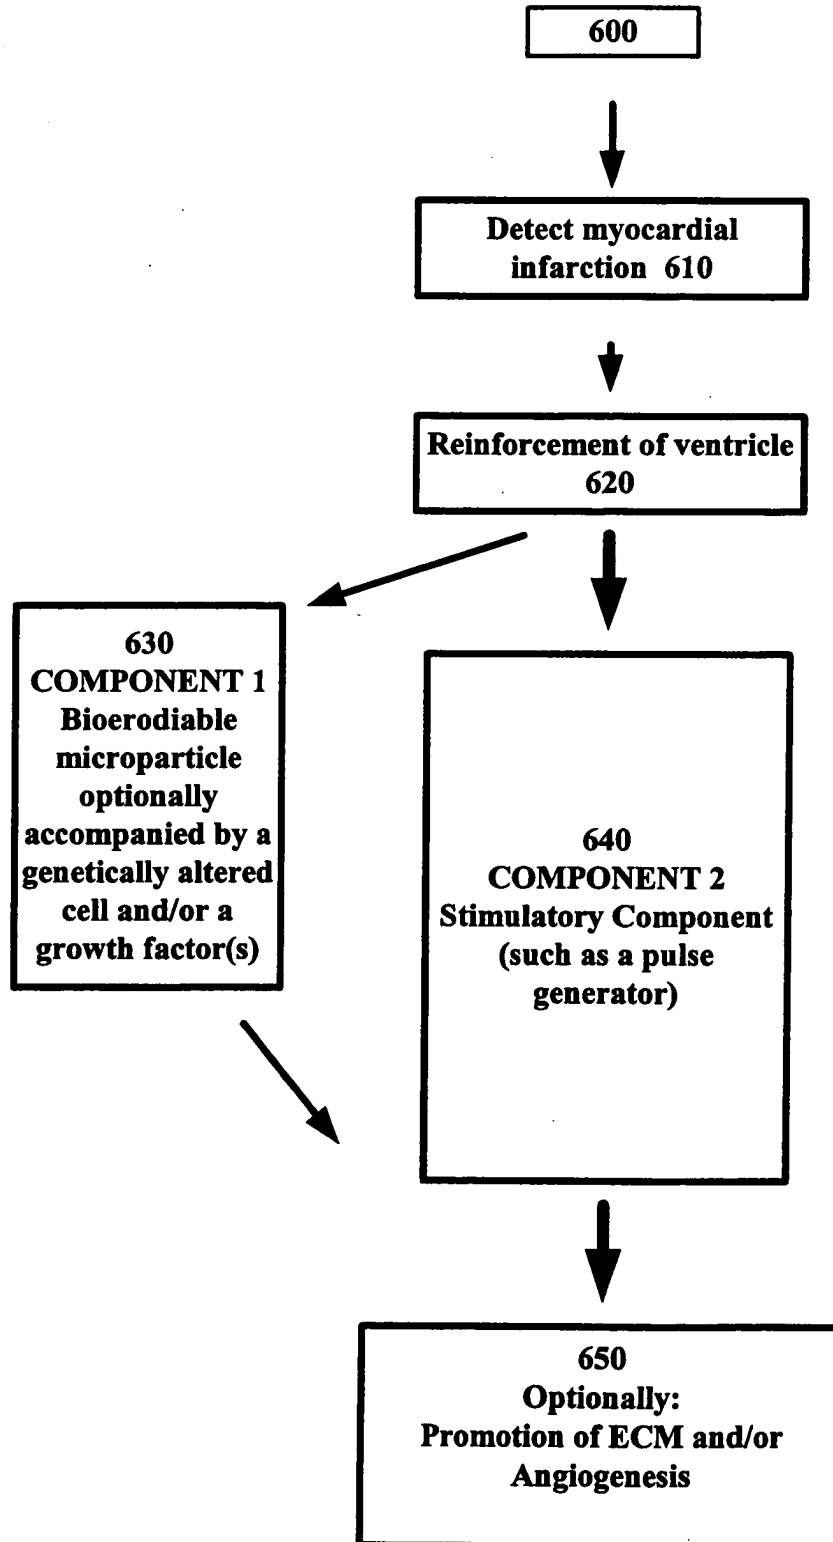 600
Detect myocardial
infarction 610
Reinforcement of ventricle
620
630
COMPONENT 1
Bioerodiable
microparticle
optionally
accompanied by a
genetically altered
cell and/or a
growth factor(s)
640
COMPONENT 2
Stimulatory Component
(such as a pulse
generator)
650
Optionally:
Promotion of ECM and/or
Angiogenesis